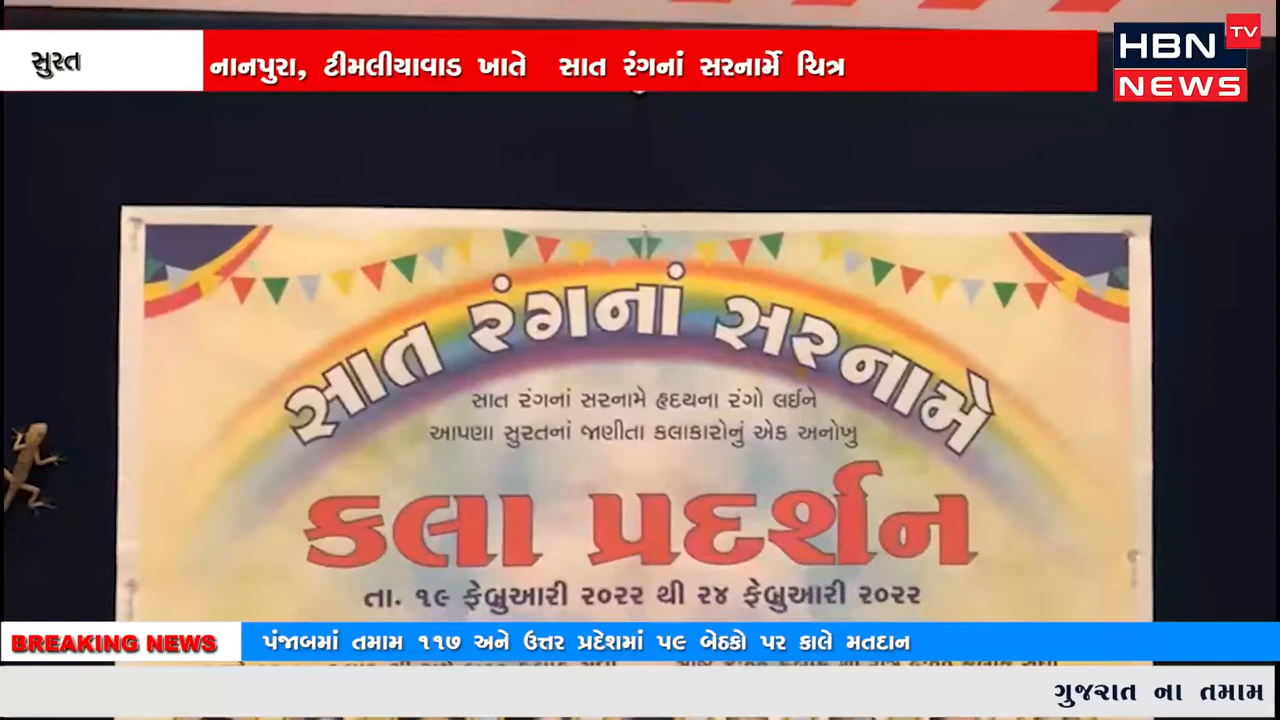 સુરત
નાનપુરા, ટીમલીયાવાડ ખાતે સાત રંગનાં સરનામેં ચિત્ર
HBN TV
NEWS
સાત રંગનાં સરનામે
સાત રંગનાં સરનામે હૃદયના રંગો લઈને
આપણા સુરતનાં જાણીતા કલાકારોનું એક અનોખુ
કલા પ્રદર્શન
તા. ૧૯ ફેબ્રુઆરી ૨૦૨૨ થી ૨૪ ફેબ્રુઆરી ૨૦૨૨
BREAKING NEWS પંજાબમાં તમામ ૧૧૭ અને ઉત્તર પ્રદેશમાં ૫૯ બેઠકો પર કાલે મતદાન
ગુજરાત ના તમામ